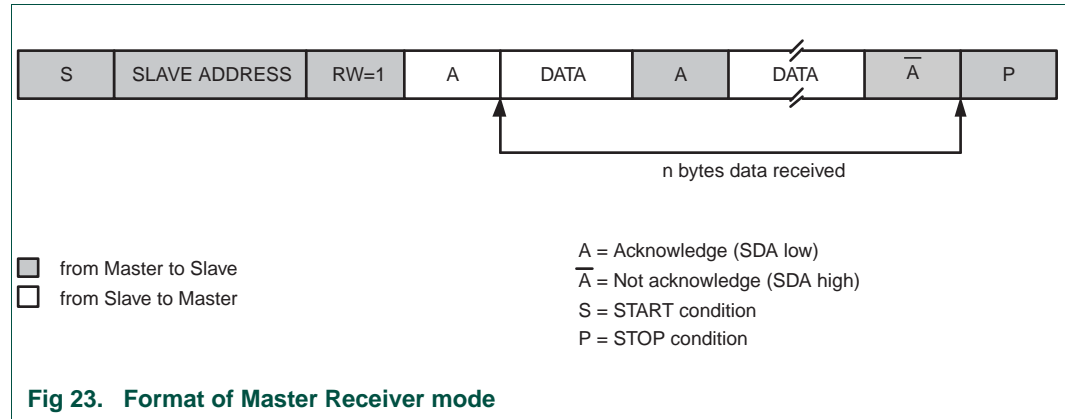 S SLAVE ADDRESS RW=1 A DATA A DATA A̅ P
n bytes data received
from Master to Slave
from Slave to Master
A = Acknowledge (SDA low)
A̅ = Not acknowledge (SDA high)
S = START condition
P = STOP condition
Fig 23. Format of Master Receiver mode